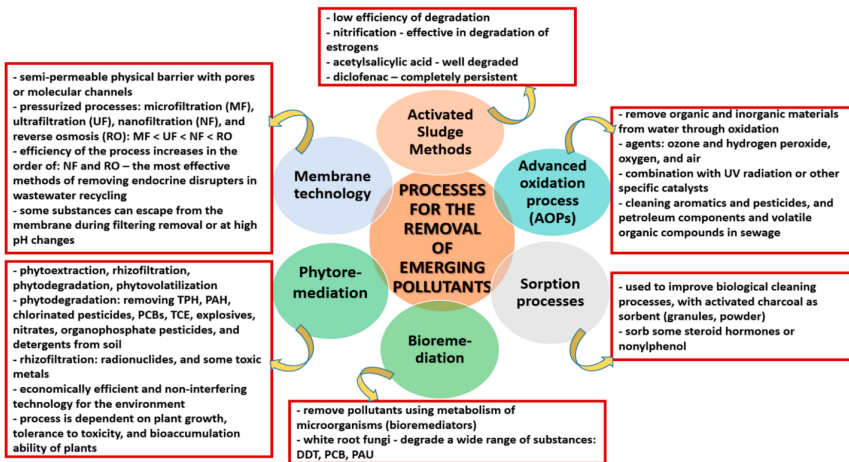 - low efficiency of degradation
- nitrification - effective in degradation of
estrogens
- acetylsalicylic acid - well degraded
- diclofenac – completely persistent
- semi-permeable physical barrier with pores
or molecular channels
- pressurized processes: microfiltration (MF),
ultrafiltration (UF), nanofiltration (NF), and
reverse osmosis (RO): MF < UF < NF < RO
- efficiency of the process increases in the
order of: NF and RO – the most effective
methods of removing endocrine disrupters in
wastewater recycling
- some substances can escape from the
membrane during filtering removal or at high
pH changes
Activated
Sludge
Methods
- remove organic and inorganic materials
from water through oxidation
- agents: ozone and hydrogen peroxide,
oxygen, and air
- combination with UV radiation or other
specific catalysts
- cleaning aromatics and pesticides, and
petroleum components and volatile
organic compounds in sewage
Membrane
technology
Advanced
oxidation
process
(AOPs)
PROCESSES
FOR THE
REMOVAL
OF
EMERGING
POLLUTANTS
Phytore-
mediation
Sorption
processes
Bioreme-
diation
- phytoextraction, rhizofiltration,
phytodegradation, phytovolatilization
- phytodegradation: removing TPH, PAH,
chlorinated pesticides, PCBs, TCE, explosives,
nitrates, organophosphate pesticides, and
detergents from soil
- rhizofiltration: radionuclides, and some toxic
metals
- economically efficient and non-interfering
technology for the environment
- process is dependent on plant growth,
tolerance to toxicity, and bioaccumulation
ability of plants
- used to improve biological cleaning
processes, with activated charcoal as
sorbent (granules, powder)
- sorb some steroid hormones or
nonylphenol
- remove pollutants using metabolism of
microorganisms (bioremediators)
- white root fungi - degrade a wide range of substances:
DDT, PCB, PAU